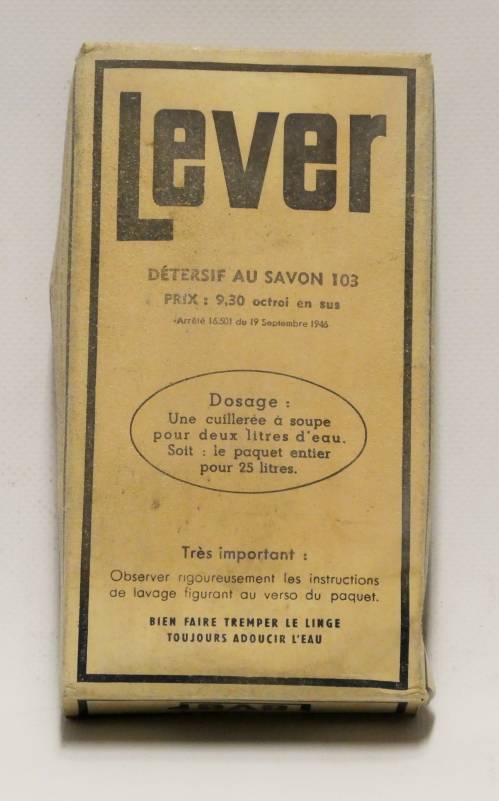 Lever
DÉTERSIF AU SAVON 103
PRIX : 9,30 octroi en sus
Arrêté 16.501 du 19 Septembre 1946
Dosage :
Une cuillerée à soupe
pour deux litres d'eau.
Soit : le paquet entier
pour 25 litres.
Très important :
Observer rigoureusement les instructions
de lavage figurant au verso du paquet.
BIEN FAIRE TREMPER LE LINGE
TOUJOURS ADOUCIR L'EAU
Lever